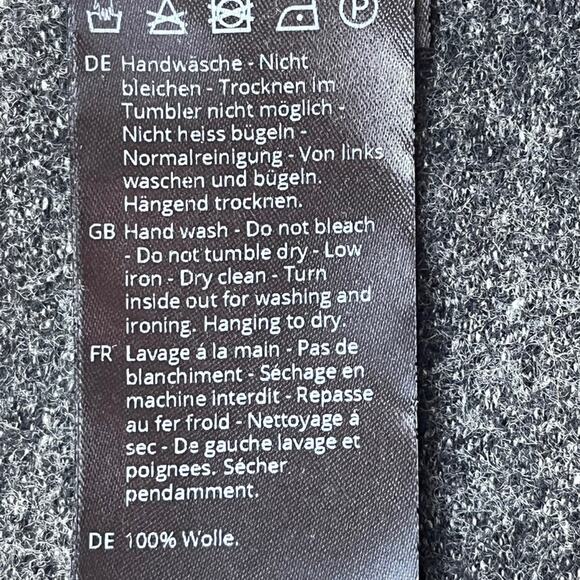 DE Handwäsche - Nicht
bleichen - Trocknen im
Tumbler nicht möglich -
Nicht heiss bügeln -
Normalreinigung - Von links
waschen und bügeln.
Hängend trocknen.
GB Hand wash - Do not bleach
- Do not tumble dry - Low
iron - Dry clean - Turn
inside out for washing and
ironing. Hanging to dry.
FR Lavage á la main - Pas de
blanchiment - Séchage en
machine interdit - Repasse
au fer frold - Nettoyage á
sec - De gauche lavage et
poignees. Sécher
pendamment.
DE 100% Wolle.